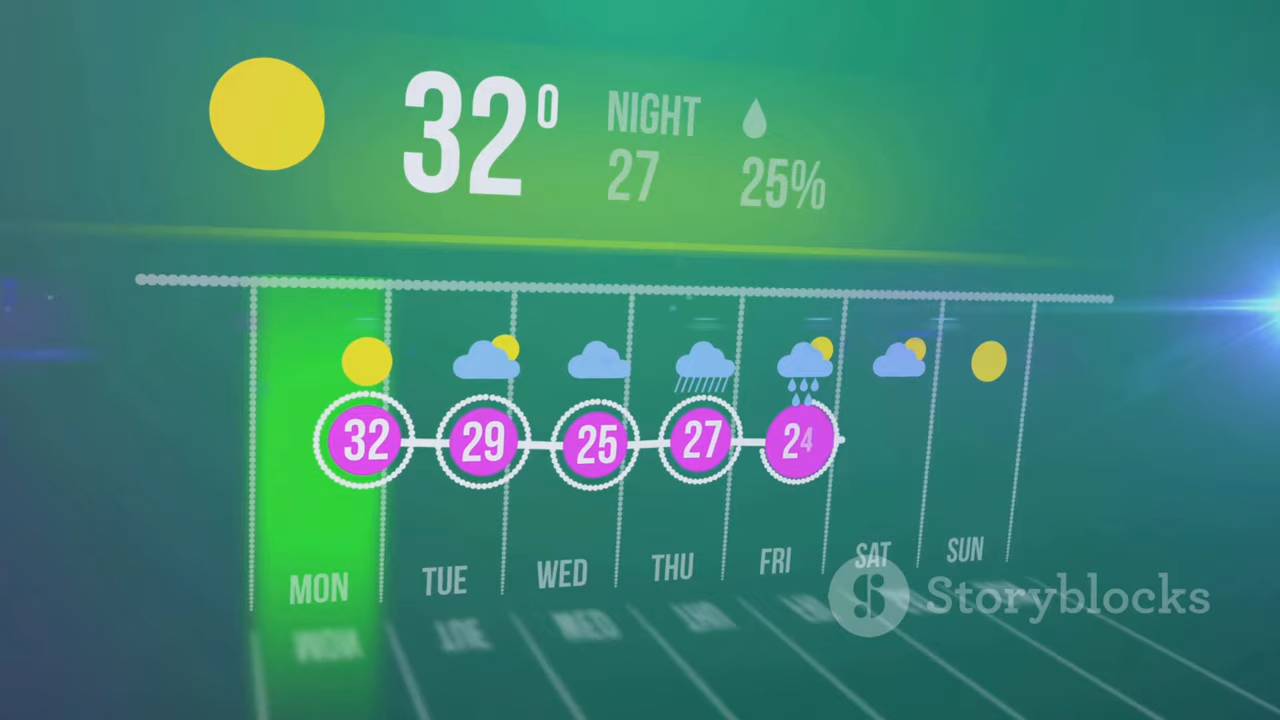 32°
NIGHT
27
25%
32 29 25 27 24
MON TUE WED THU FRI SAT SUN
Storyblocks